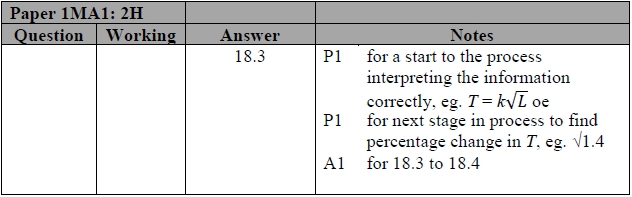 Paper 1MA1: 2H
Question Working Answer Notes
18.3 P1 for a start to the process
interpreting the information
correctly, eg. T = k√L oe
P1 for next stage in process to find
percentage change in T, eg. √1.4
A1 for 18.3 to 18.4